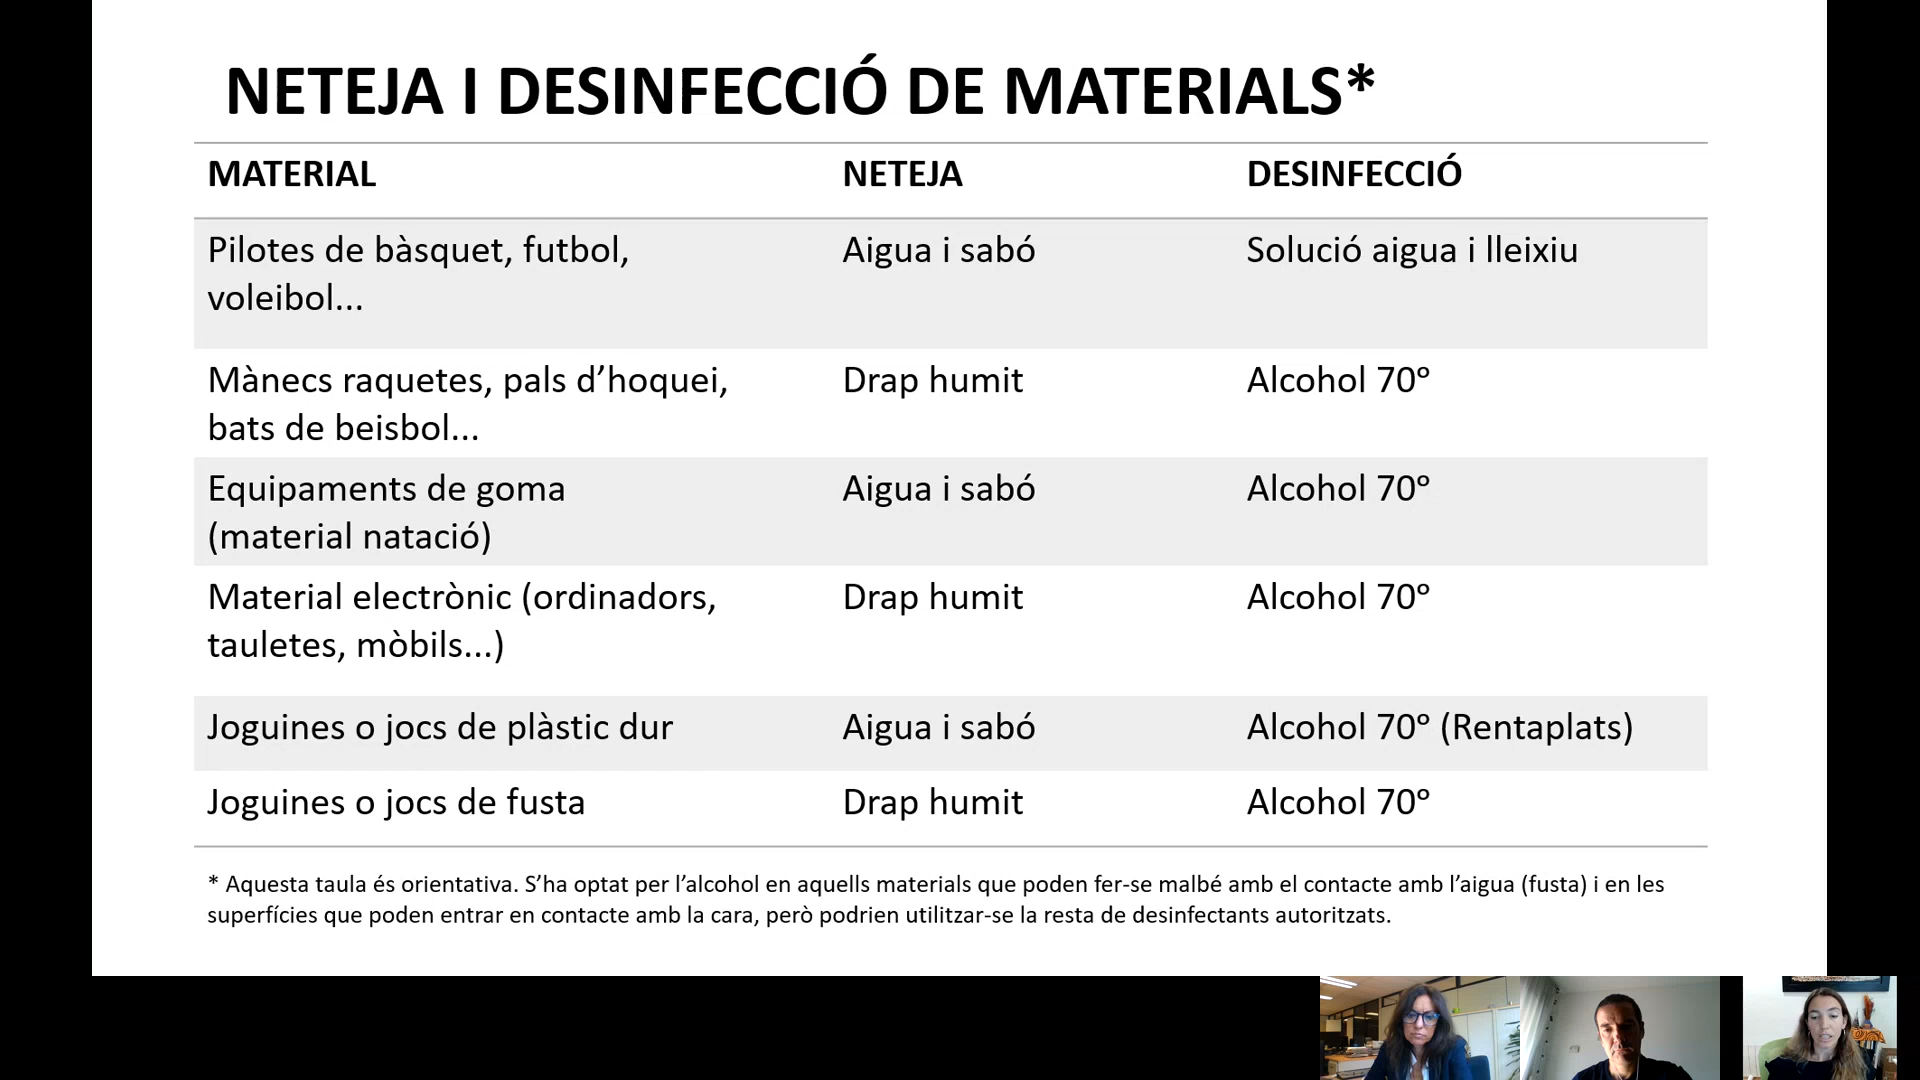 NETEJA I DESINFECCIÓ DE MATERIALS*
MATERIAL NETEJA DESINFECCIÓ
Pilotes de bàsquet, futbol, Aigua i sabó Solució aigua i lleixiu
voleibol...
Mànecs raquetes, pals d’hoquei, Drap humit Alcohol 70º
bats de beisbol...
Equipaments de goma Aigua i sabó Alcohol 70º
(material natació)
Material electrònic (ordinadors, Drap humit Alcohol 70º
tauletes, mòbils...)
Joguines o jocs de plàstic dur Aigua i sabó Alcohol 70º (Rentaplats)
Joguines o jocs de fusta Drap humit Alcohol 70º
* Aquesta taula és orientativa. S’ha optat per l’alcohol en aquells materials que poden fer-se malbé amb el contacte amb l’aigua (fusta) i en les
superfícies que poden entrar en contacte amb la cara, però podrien utilitzar-se la resta de desinfectants autoritzats.